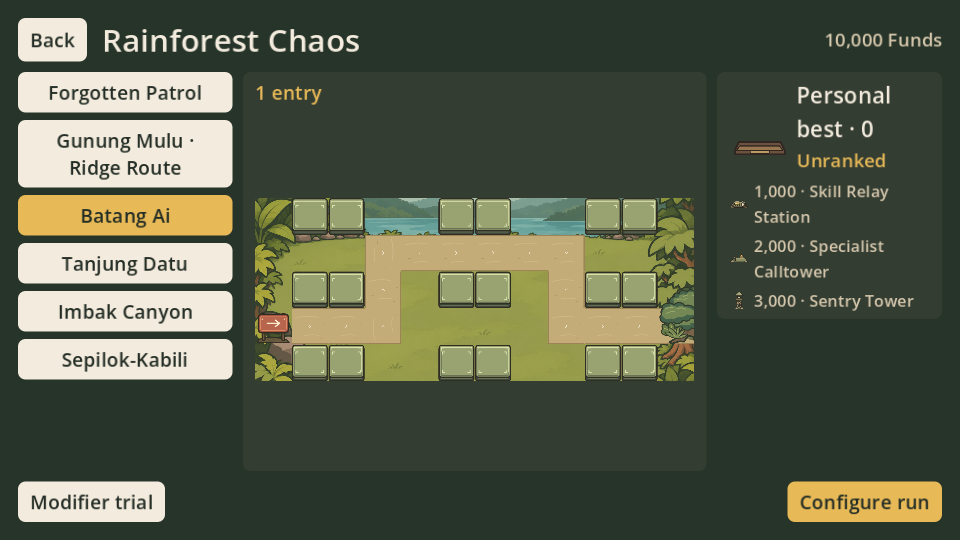 Back
Rainforest Chaos
10,000 Funds
Forgotten Patrol
Gunung Mulu ·
Ridge Route
Batang Ai
Tanjung Datu
Imbak Canyon
Sepilok-Kabili
1 entry
Personal
best · 0
Unranked
1,000 · Skill Relay
Station
2,000 · Specialist
Calltower
3,000 · Sentry Tower
Modifier trial
Configure run